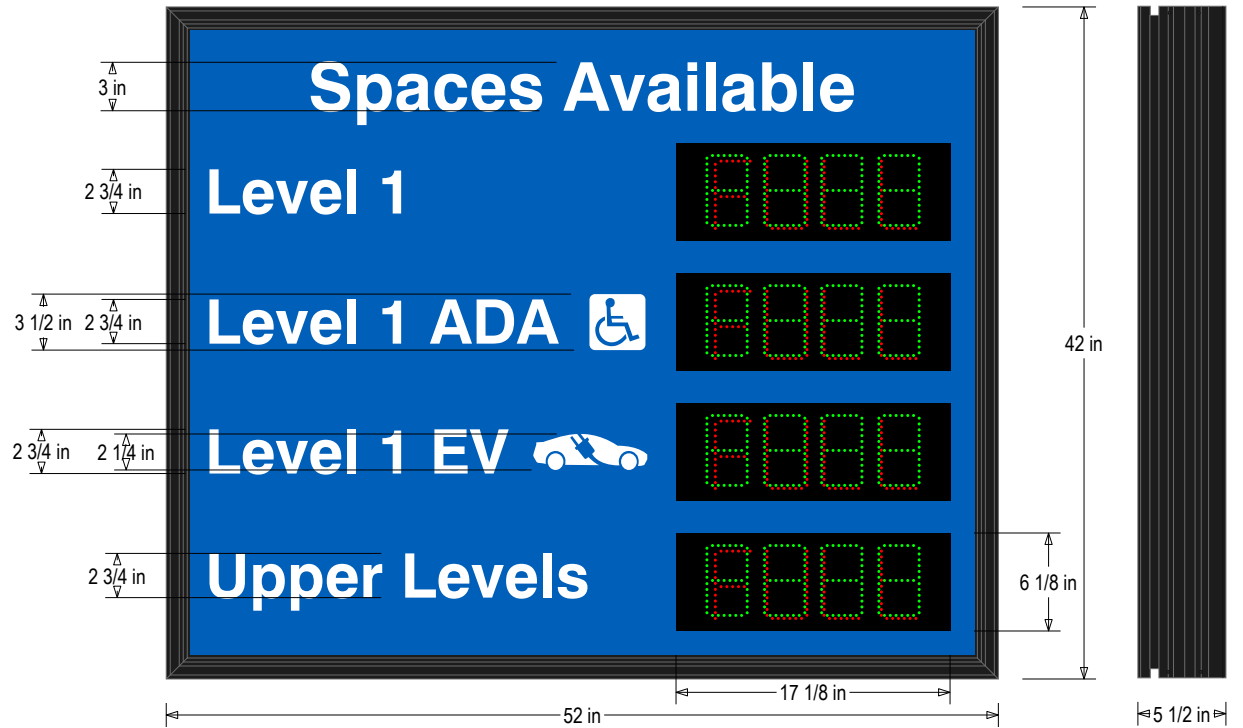 Spaces Available
3 in
Level 1
2 3/4 in
Level 1 ADA
3 1/2 in
2 3/4 in
42 in
Level 1 EV
2 3/4 in
2 1/4 in
Upper Levels
2 3/4 in
6 1/8 in
17 1/8 in
52 in
5 1/2 in